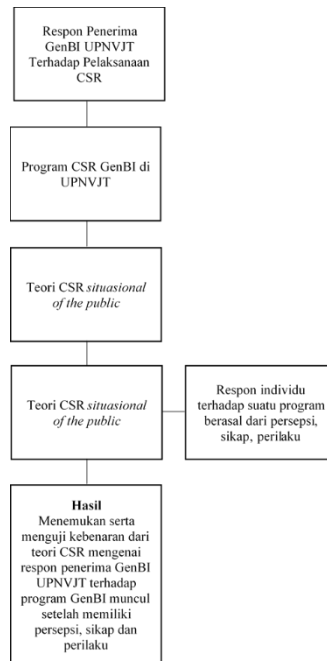 Respon Penerima
GenBI UPNVJT
Terhadap Pelaksanaan
CSR
Program CSR GenBI di
UPNVJT
Teori CSR situasional
of the public
Teori CSR situasional
of the public
Respon individu
terhadap suatu program
berasal dari persepsi,
sikap, perilaku
Hasil
Menemukan serta
menguji kebenaran dari
teori CSR mengenai
respon penerima GenBI
UPNVJT terhadap
program GenBI muncul
setelah memiliki
persepsi, sikap dan
perilaku